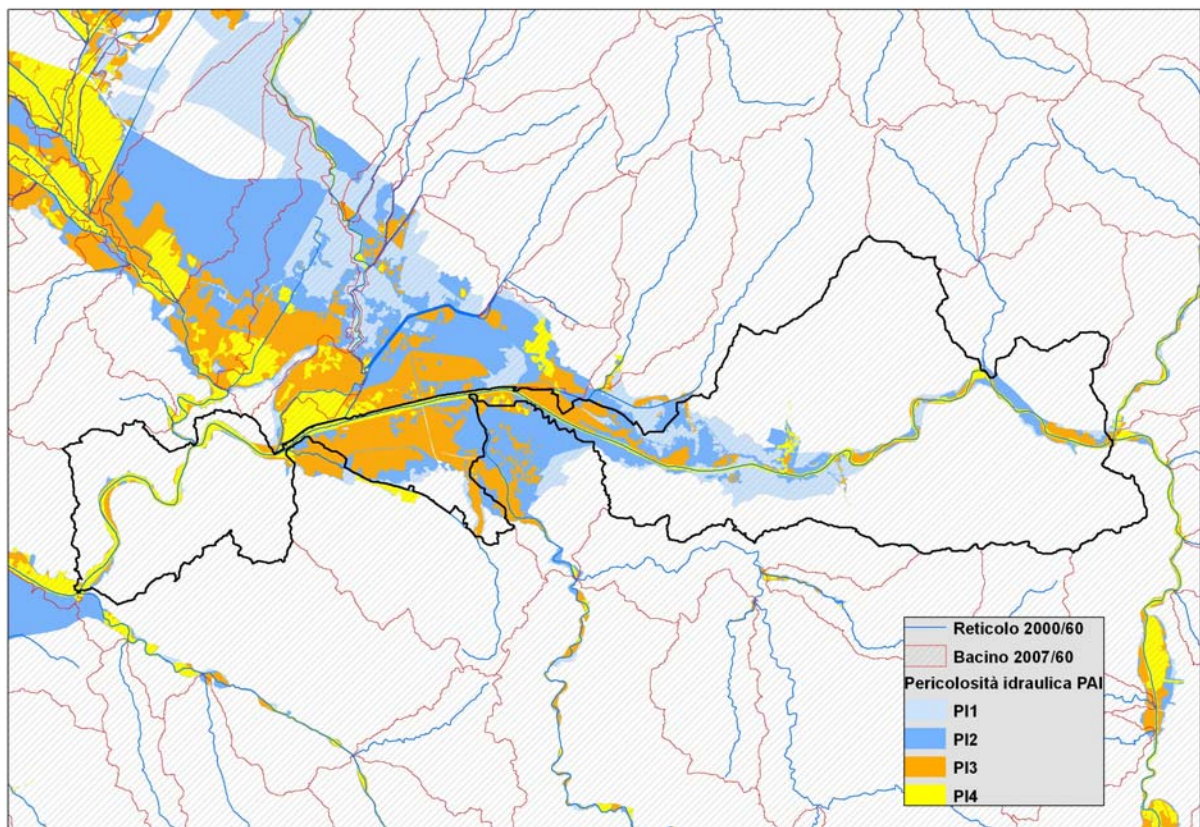 Reticolo 2000/60
Bacino 2007/60
Pericolosità idraulica PAI
PI1
PI2
PI3
PI4